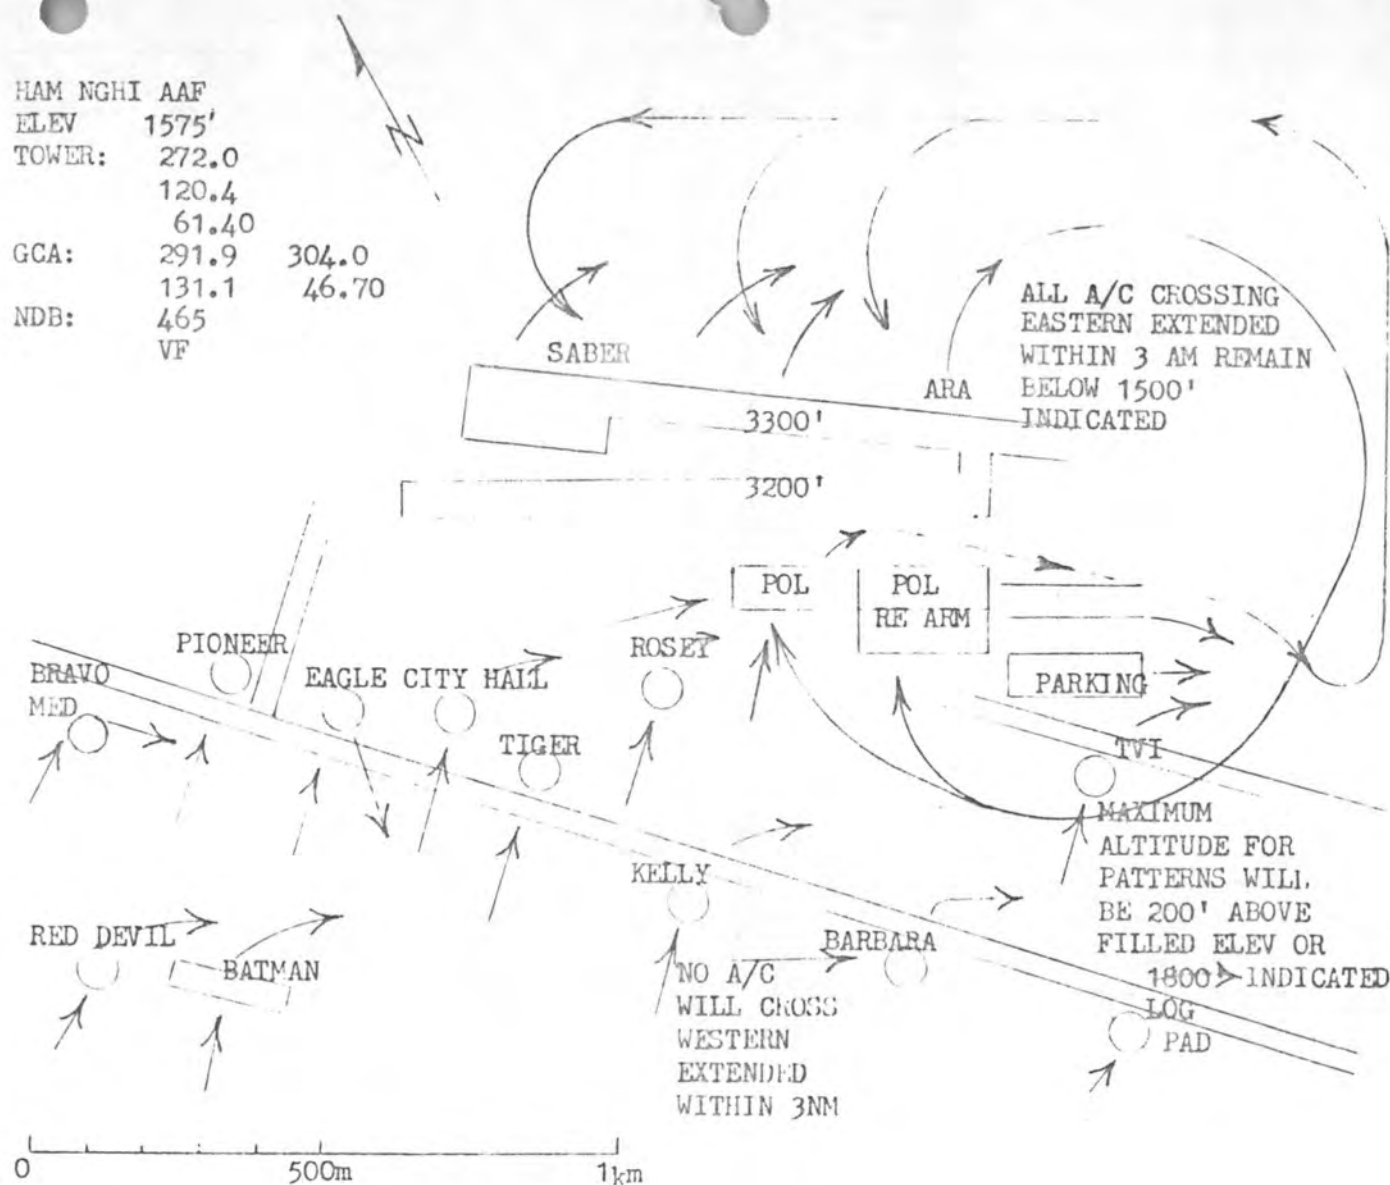 HAM NGHI AAF
ELEV 1575'
TOWER: 272.0
120.4
61.40
GCA: 291.9 304.0
131.1 46.70
NDB: 465
VF
N
ALL A/C CROSSING
EASTERN EXTENDED
WITHIN 3 AM REMAIN
BELOW 1500'
INDICATED
SABER
ARA
3300'
3200'
POL
POL
RE ARM
PARKING
PIONEER
ROSEY
BRAVO
MED
EAGLE CITY HALL
TIGER
TVI
MAXIMUM
ALTITUDE FOR
PATTERNS WILL
BE 200' ABOVE
FILLED ELEV OR
1800' INDICATED
KELLY
RED DEVIL
BATMAN
BARBARA
NO A/C
WILL CROSS
WESTERN
EXTENDED
WITHIN 3NM
LOG
PAD
0 500m 1km